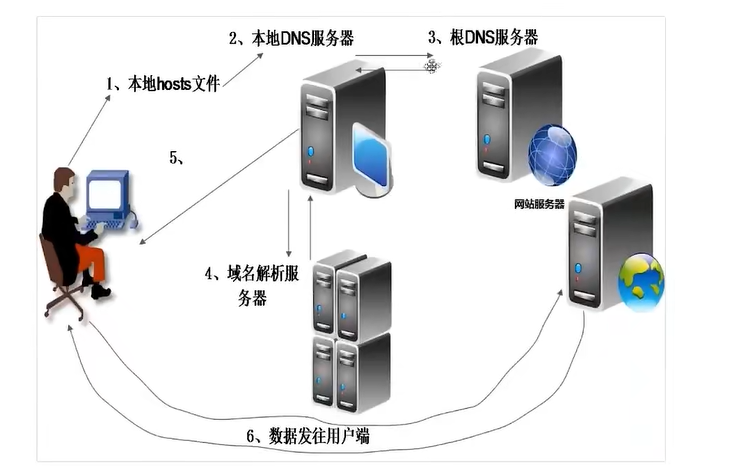 2、本地DNS服务器
3、根DNS服务器
1、本地hosts文件
5、
网站服务器
4、域名解析服
务器
6、数据发往用户端